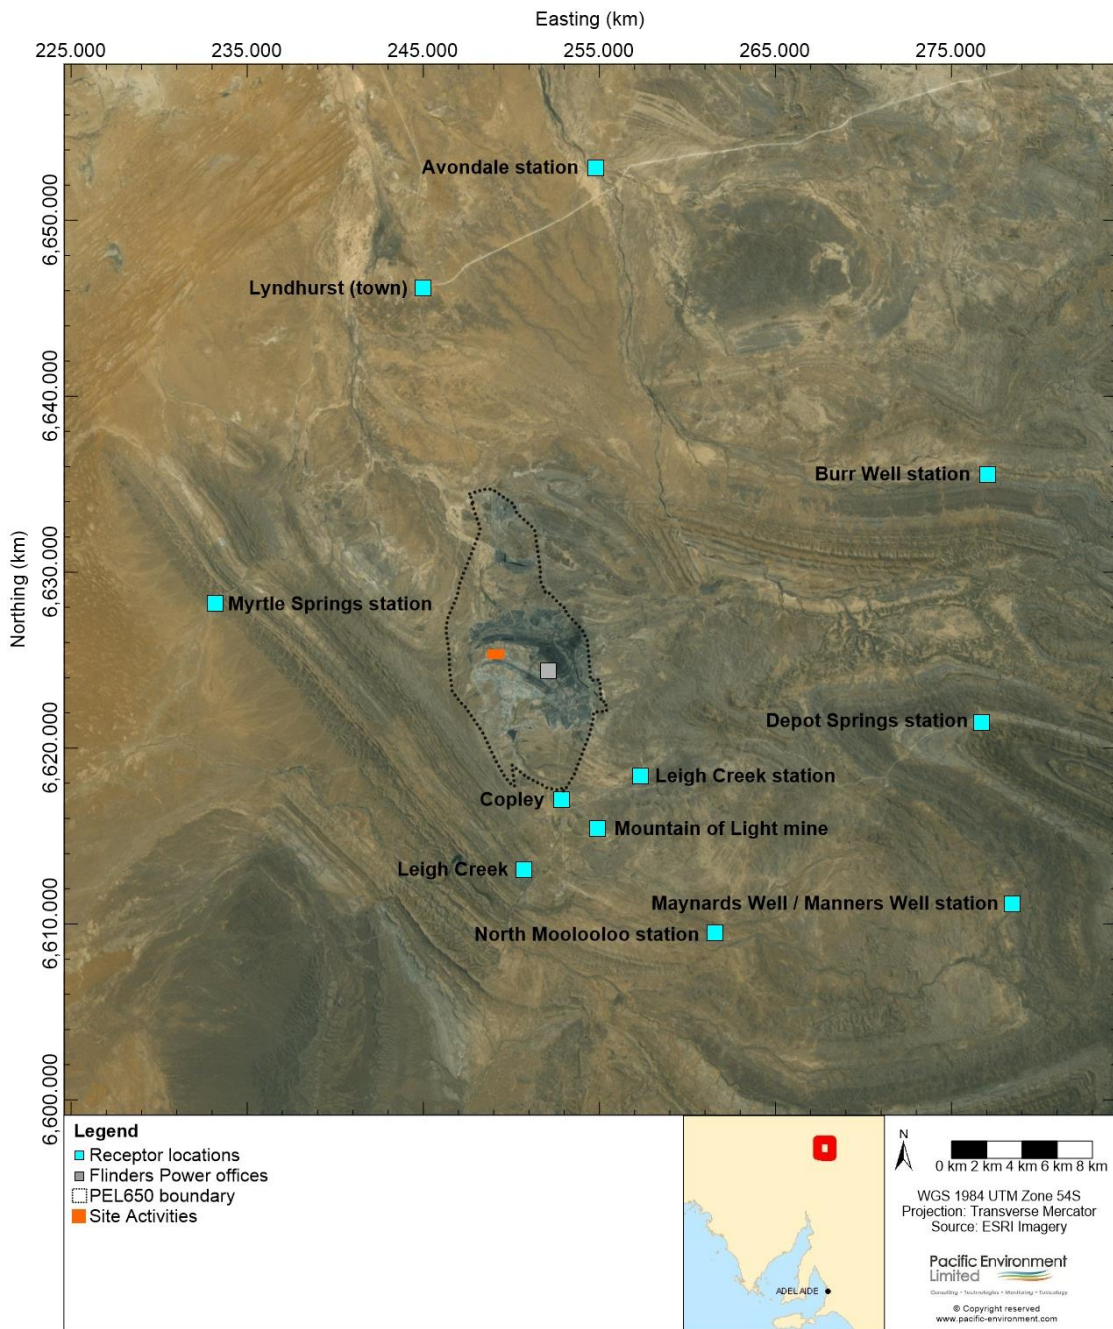 Easting (km)
225.000 235.000 245.000 255.000 265.000 275.000
Northing (km)
6,650.000
6,640.000
6,630.000
6,620.000
6,610.000
6,600.000
Avondale station
Lyndhurst (town)
Burr Well station
Myrtle Springs station
Depot Springs station
Leigh Creek station
Copley
Mountain of Light mine
Leigh Creek
Maynards Well / Manners Well station
North Moolooloo station
Legend
Receptor locations
Flinders Power offices
PEL650 boundary
Site Activities
ADELAIDE
N
0 km 2 km 4 km 6 km 8 km
WGS 1984 UTM Zone 54S
Projection: Transverse Mercator
Source: ESRI Imagery
Pacific Environment
Limited
Consulting • Technologies • Monitoring • Toxicology
© Copyright reserved
www.pacific-environment.com